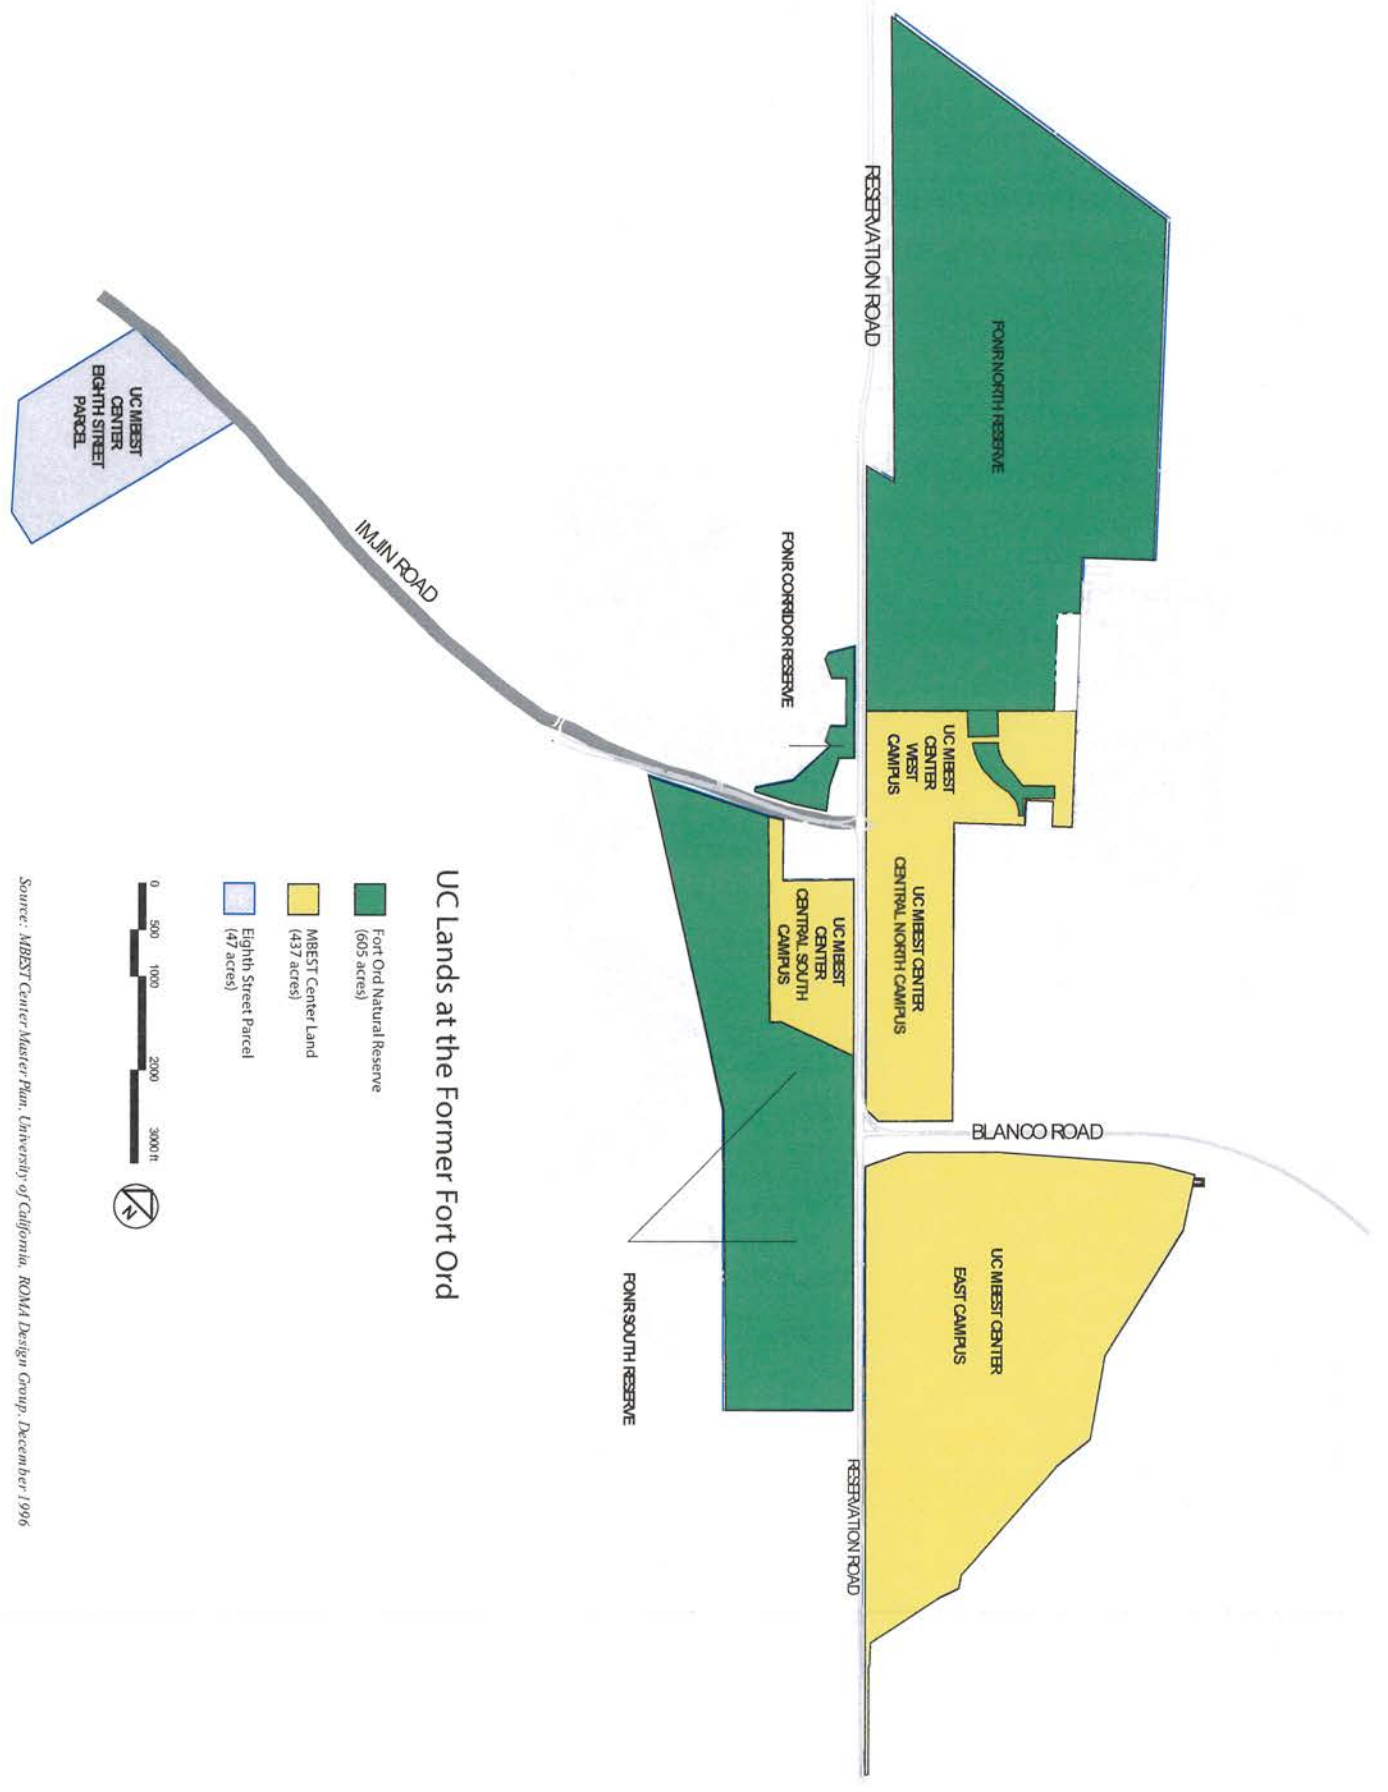 RESERVATION ROAD
FONR NORTH RESERVE
UC MBEST
CENTER
EIGHTH STREET
PARCEL
IMJIN ROAD
FONR CORRIDOR RESERVE
UC MBEST
CENTER
WEST
CAMPUS
UC MBEST CENTER
CENTRAL NORTH CAMPUS
UC MBEST
CENTER
CENTRAL SOUTH
CAMPUS
BLANCO ROAD
UC MBEST CENTER
EAST CAMPUS
FONR SOUTH RESERVE
RESERVATION ROAD
UC Lands at the Former Fort Ord
Fort Ord Natural Reserve
(605 acres)
MBEST Center Land
(437 acres)
Eighth Street Parcel
(47 acres)
0 500 1000 2000 3000 ft
N
Source: MBEST Center Master Plan, University of California, ROMA Design Group, December 1996